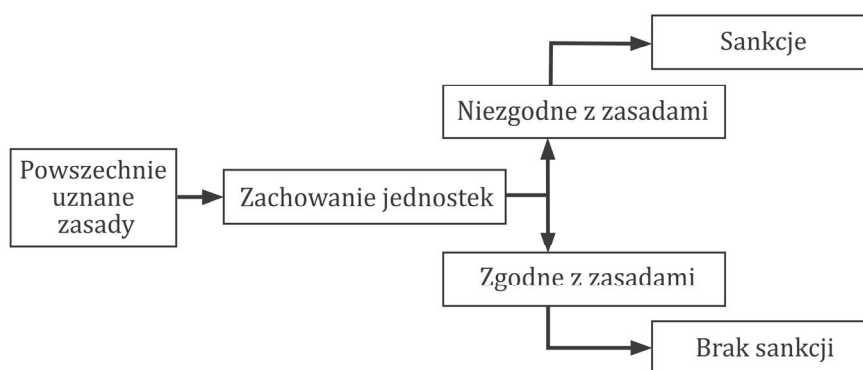 Sankcje
Niezgodne z zasadami
Powszechnie
uznane
zasady
Zachowanie jednostek
Zgodne z zasadami
Brak sankcji